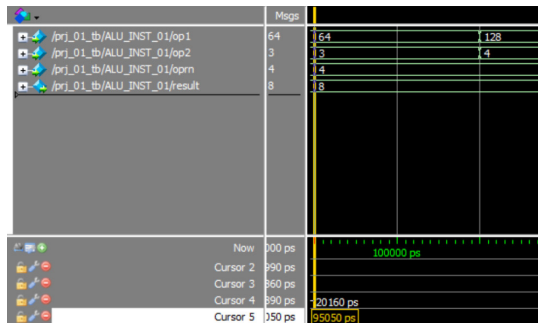 Msgs
/prj_01_tb/ALU_INST_01/op1 64 64 128
/prj_01_tb/ALU_INST_01/op2 3 3 4
/prj_01_tb/ALU_INST_01/oprn 4 4
/prj_01_tb/ALU_INST_01/result 8 8
Now 000 ps 100000 ps
Cursor 2 990 ps
Cursor 3 360 ps
Cursor 4 390 ps 20160 ps
Cursor 5 050 ps 95050 ps